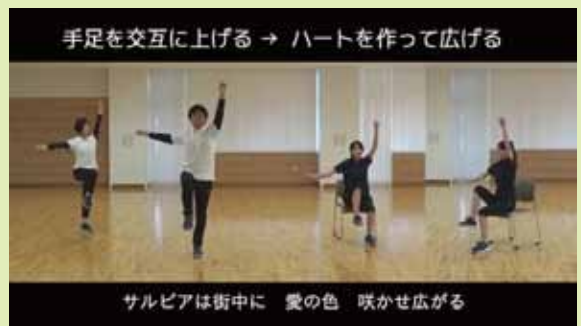 手足を交互に上げる → ハートを作って広げる
サルビアは街中に　愛の色　咲かせ広がる